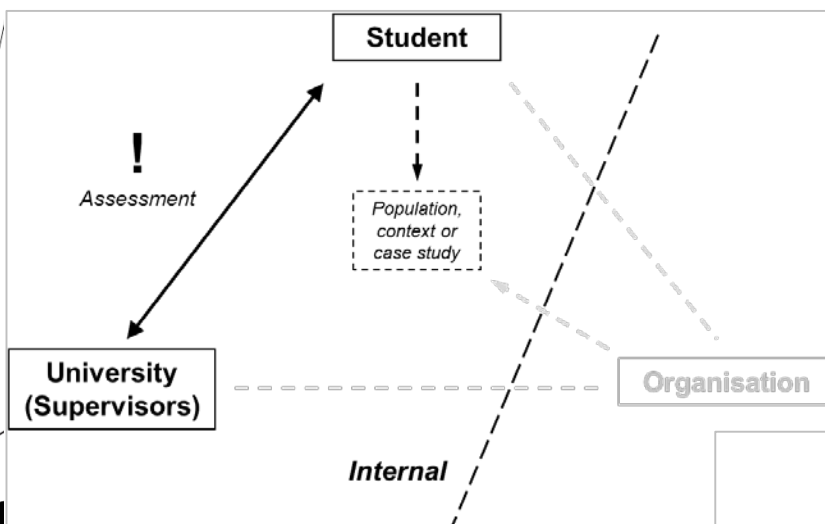 Student
!
Assessment
Population,
context or
case study
University
(Supervisors)
Organisation
Internal